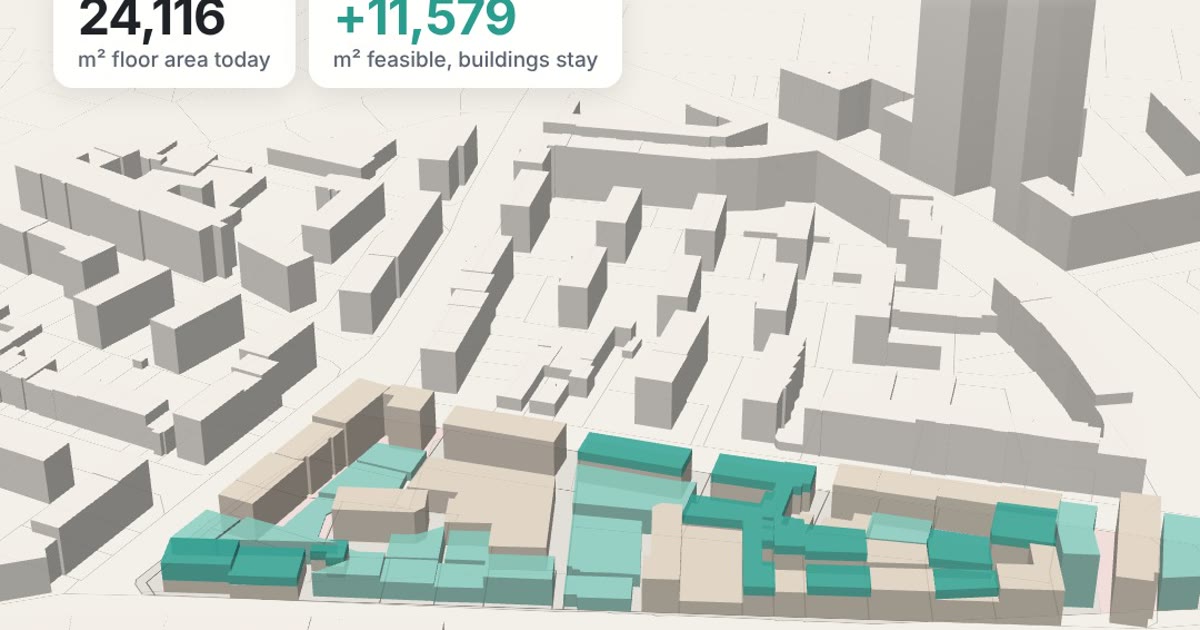 24,116
m² floor area today
+11,579
m² feasible, buildings stay